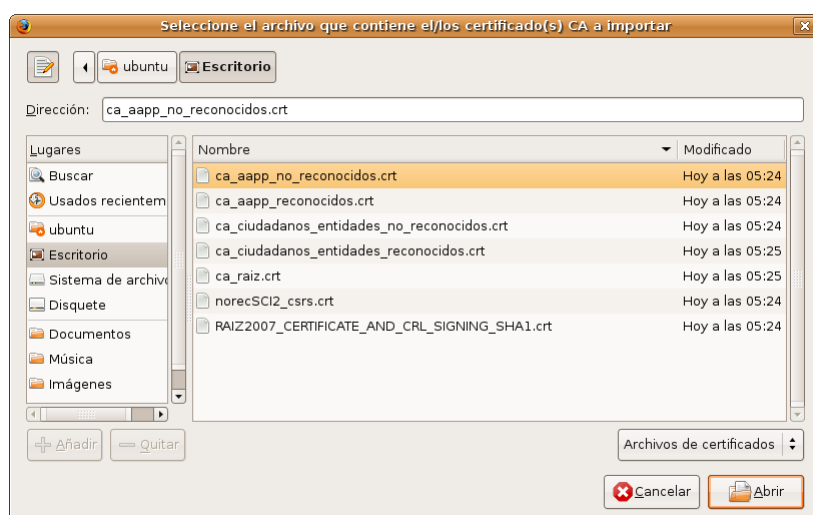 Seleccione el archivo que contiene el/los certificado(s) CA a importar
ubuntu Escritorio
Dirección: ca_aapp_no_reconocidos.crt
Lugares
Buscar
Usados recientem
ubuntu
Escritorio
Sistema de archiv
Disquete
Documentos
Música
Imágenes
Nombre Modificado
ca_aapp_no_reconocidos.crt Hoy a las 05:24
ca_aapp_reconocidos.crt Hoy a las 05:24
ca_ciudadanos_entidades_no_reconocidos.crt Hoy a las 05:24
ca_ciudadanos_entidades_reconocidos.crt Hoy a las 05:25
ca_raiz.crt Hoy a las 05:25
norecSCI2_csrs.crt Hoy a las 05:24
RAIZ2007_CERTIFICATE_AND_CRL_SIGNING_SHA1.crt Hoy a las 05:24
Añadir Quitar
Archivos de certificados
Cancelar Abrir